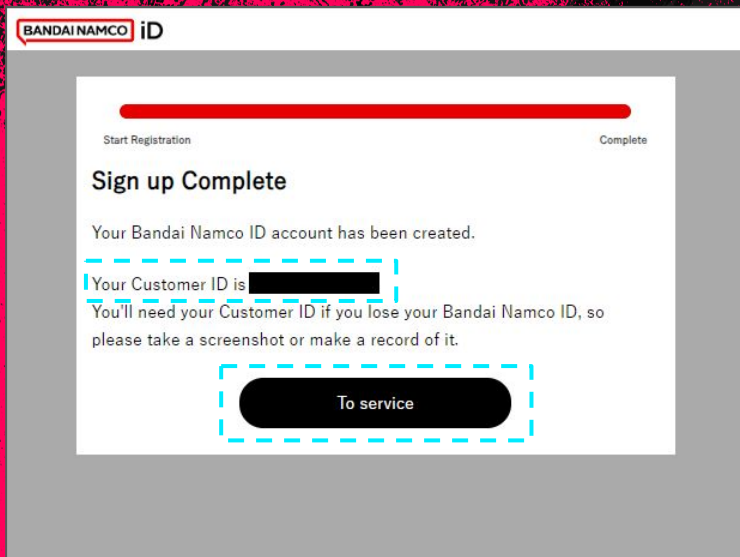 BANDAI NAMCO iD
Start Registration Complete
Sign up Complete
Your Bandai Namco ID account has been created.
Your Customer ID is
You'll need your Customer ID if you lose your Bandai Namco ID, so
please take a screenshot or make a record of it.
To service